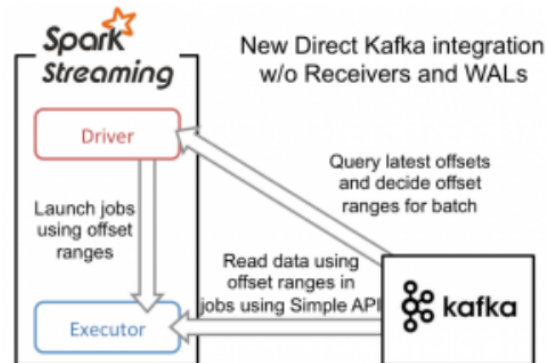 Spark
Streaming
New Direct Kafka integration
w/o Receivers and WALs
Driver
Query latest offsets
and decide offset
ranges for batch
Launch jobs
using offset
ranges
Read data using
offset ranges in
jobs using Simple API
kafka
Executor